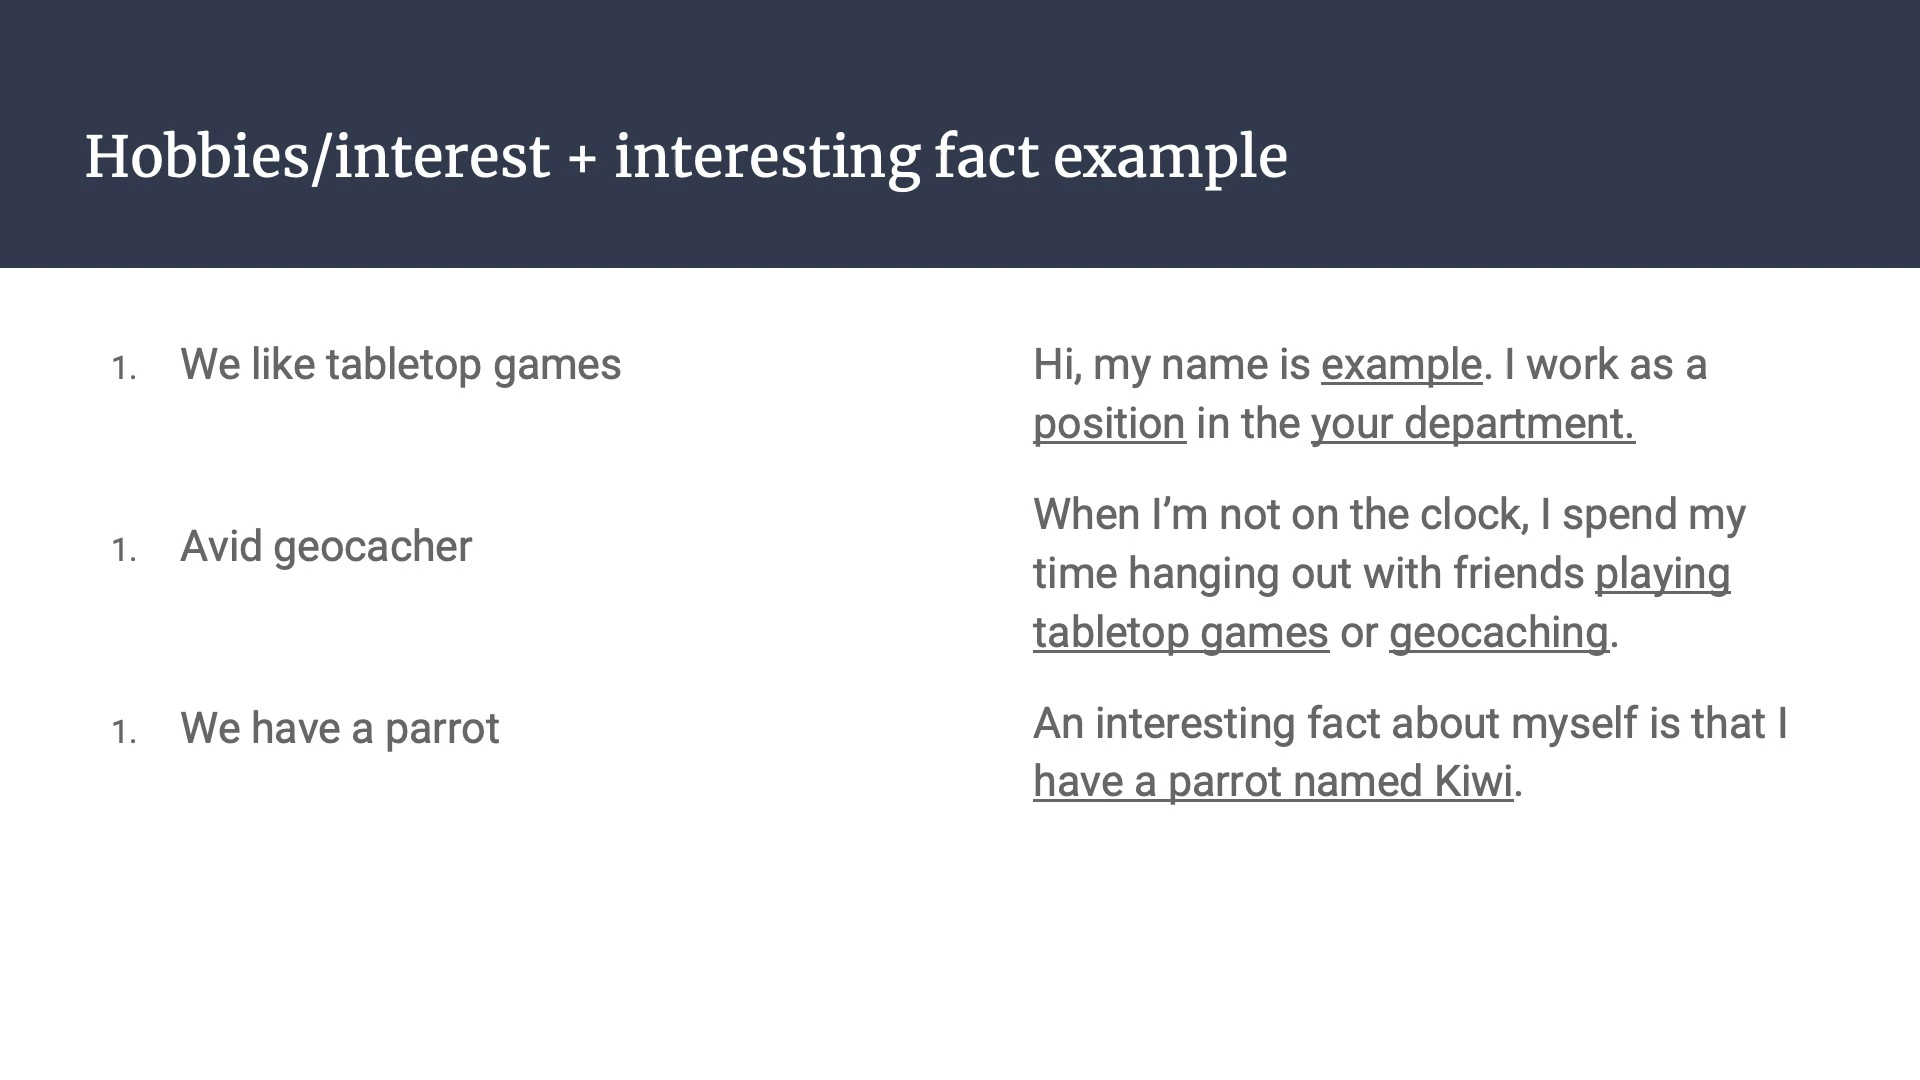 Hobbies/interest + interesting fact example
1. We like tabletop games
1. Avid geocacher
1. We have a parrot
Hi, my name is example. I work as a
position in the your department.
When I’m not on the clock, I spend my
time hanging out with friends playing
tabletop games or geocaching.
An interesting fact about myself is that I
have a parrot named Kiwi.